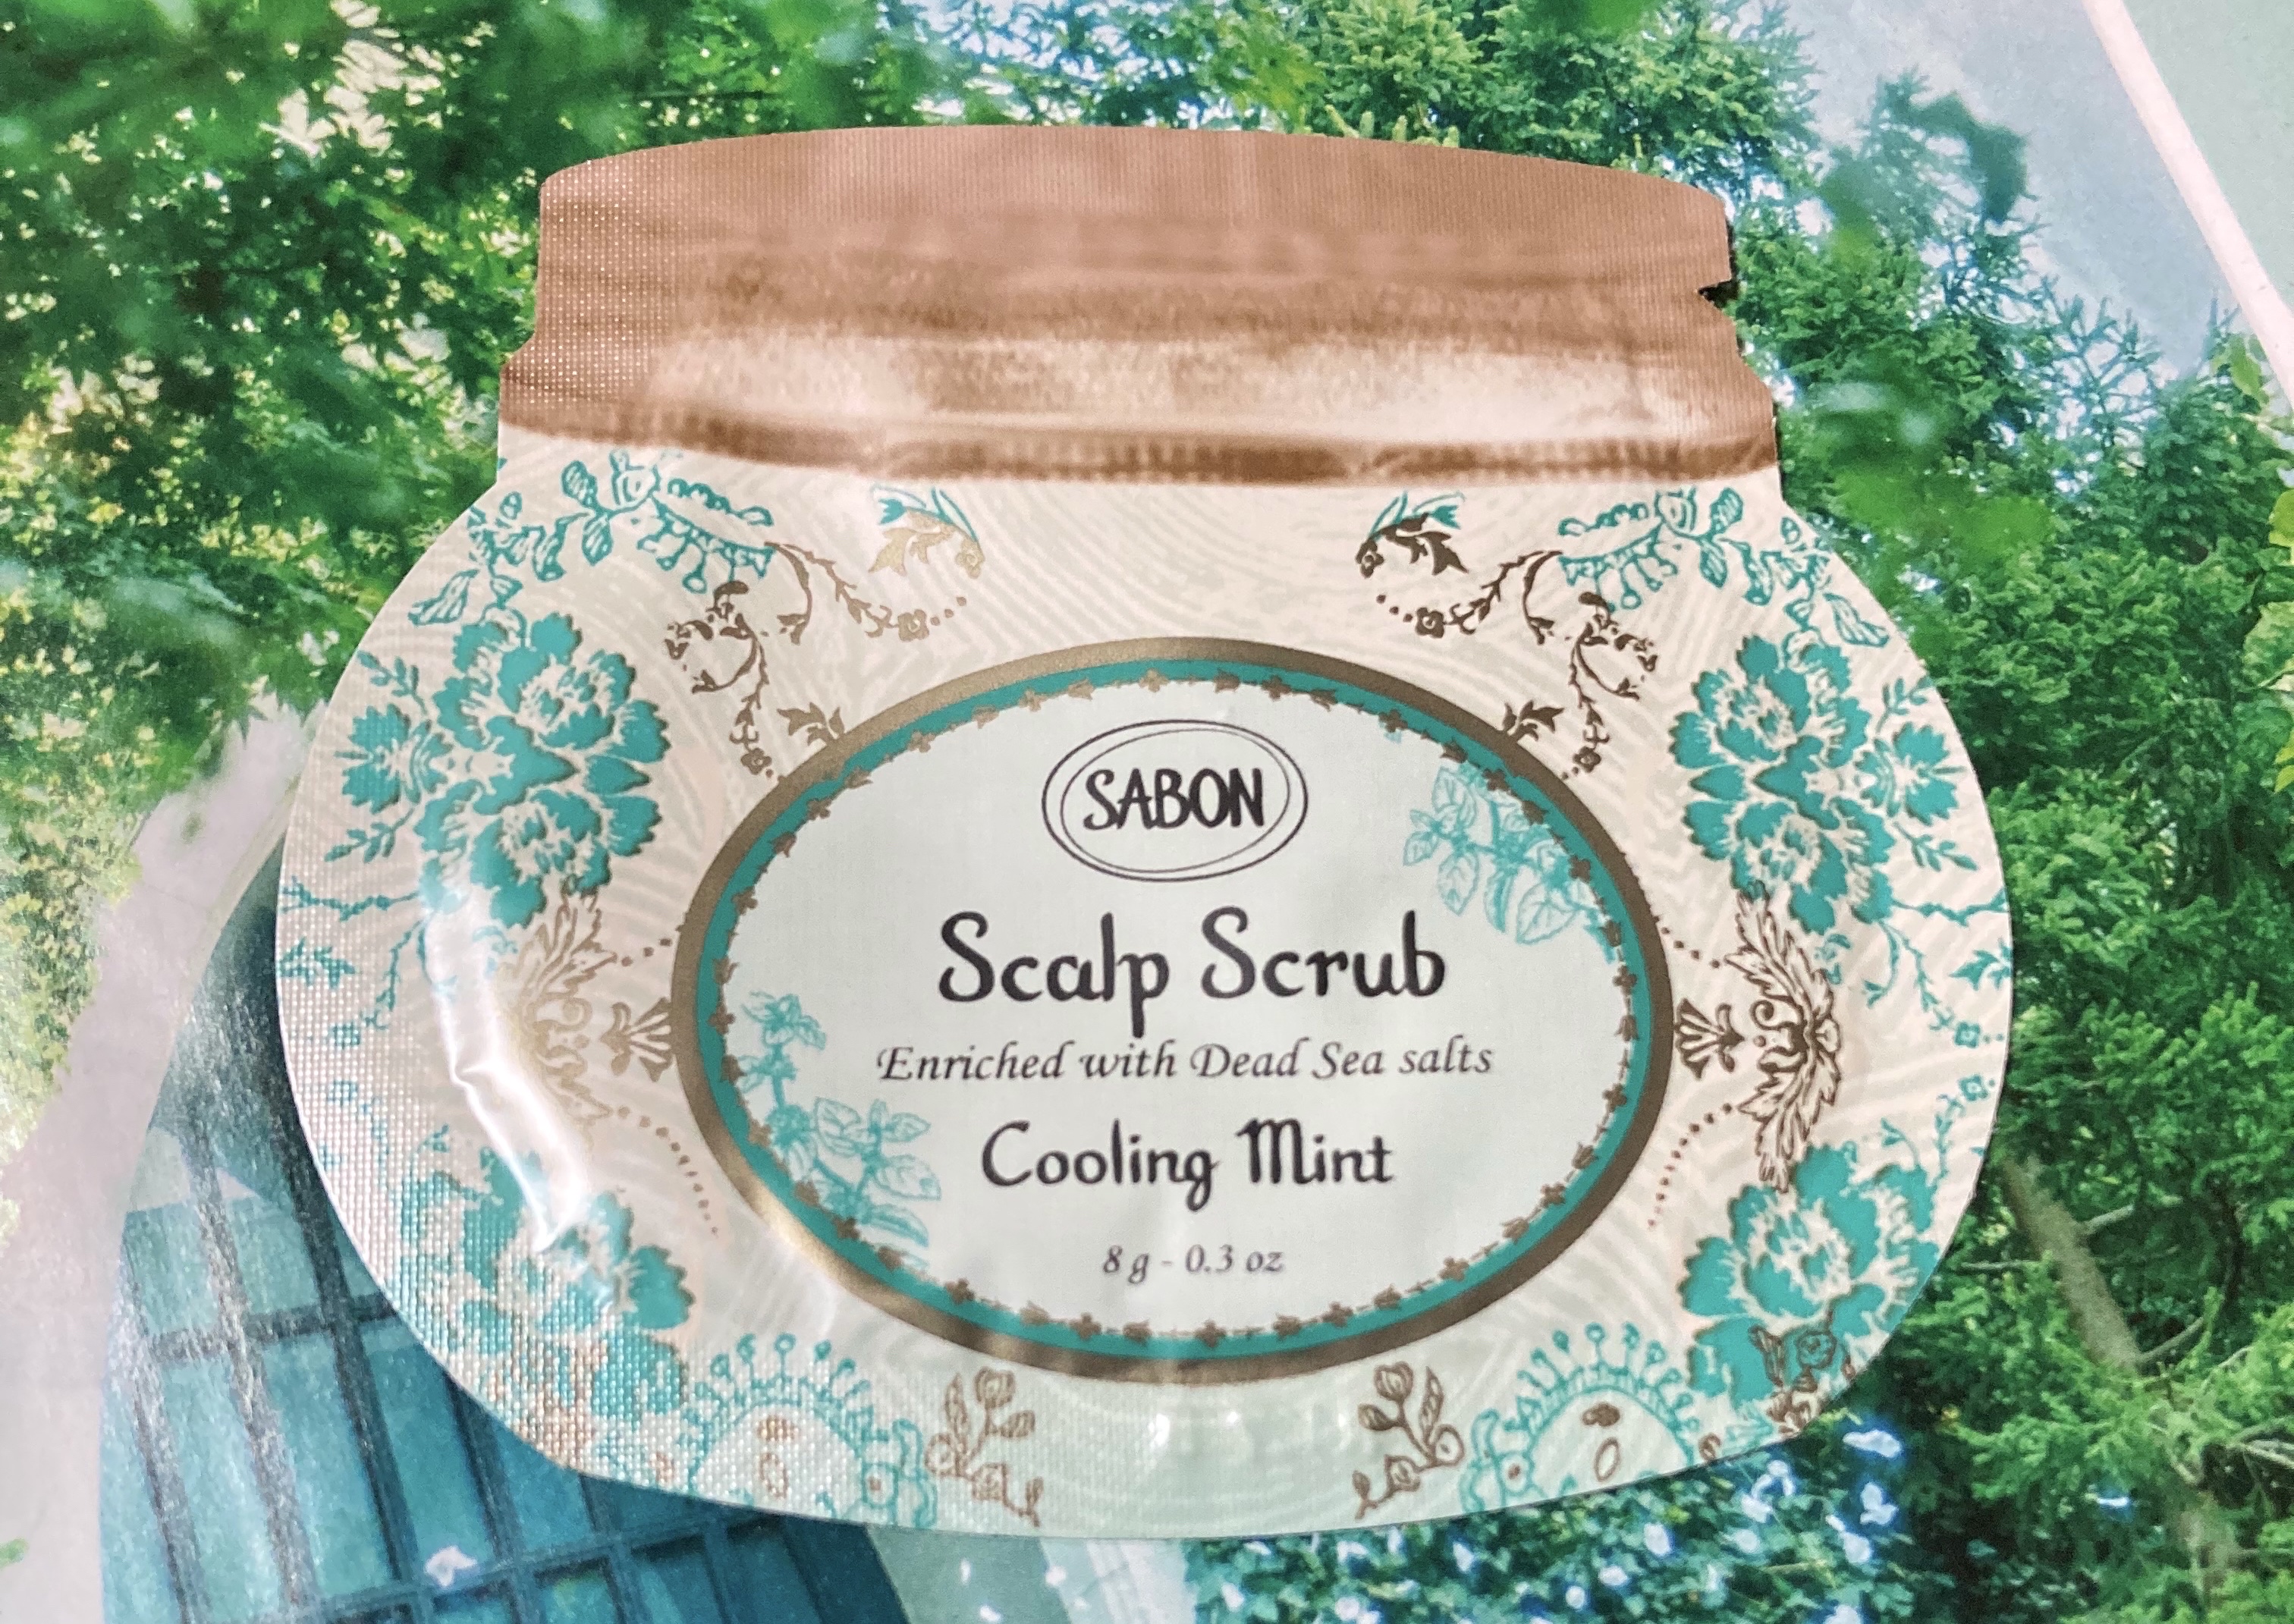 SABON
Scalp Scrub
Enriched with Dead Sea salts
Cooling Mint
8 g - 0.3 oz